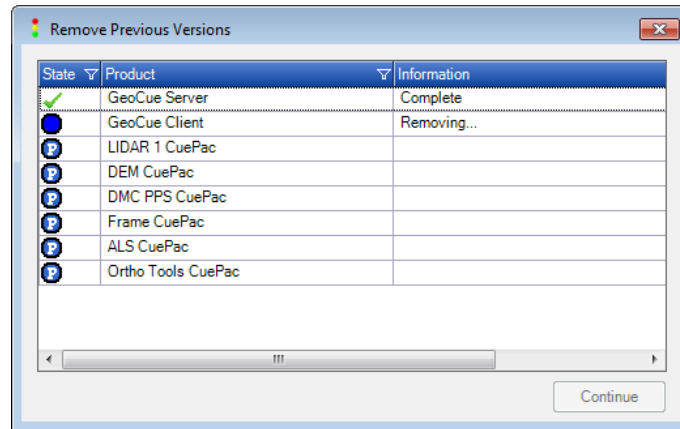 Remove Previous Versions
State Product Information
GeoCue Server Complete
GeoCue Client Removing...
P LIDAR 1 CuePac
P DEM CuePac
P DMC PPS CuePac
P Frame CuePac
P ALS CuePac
P Ortho Tools CuePac
Continue